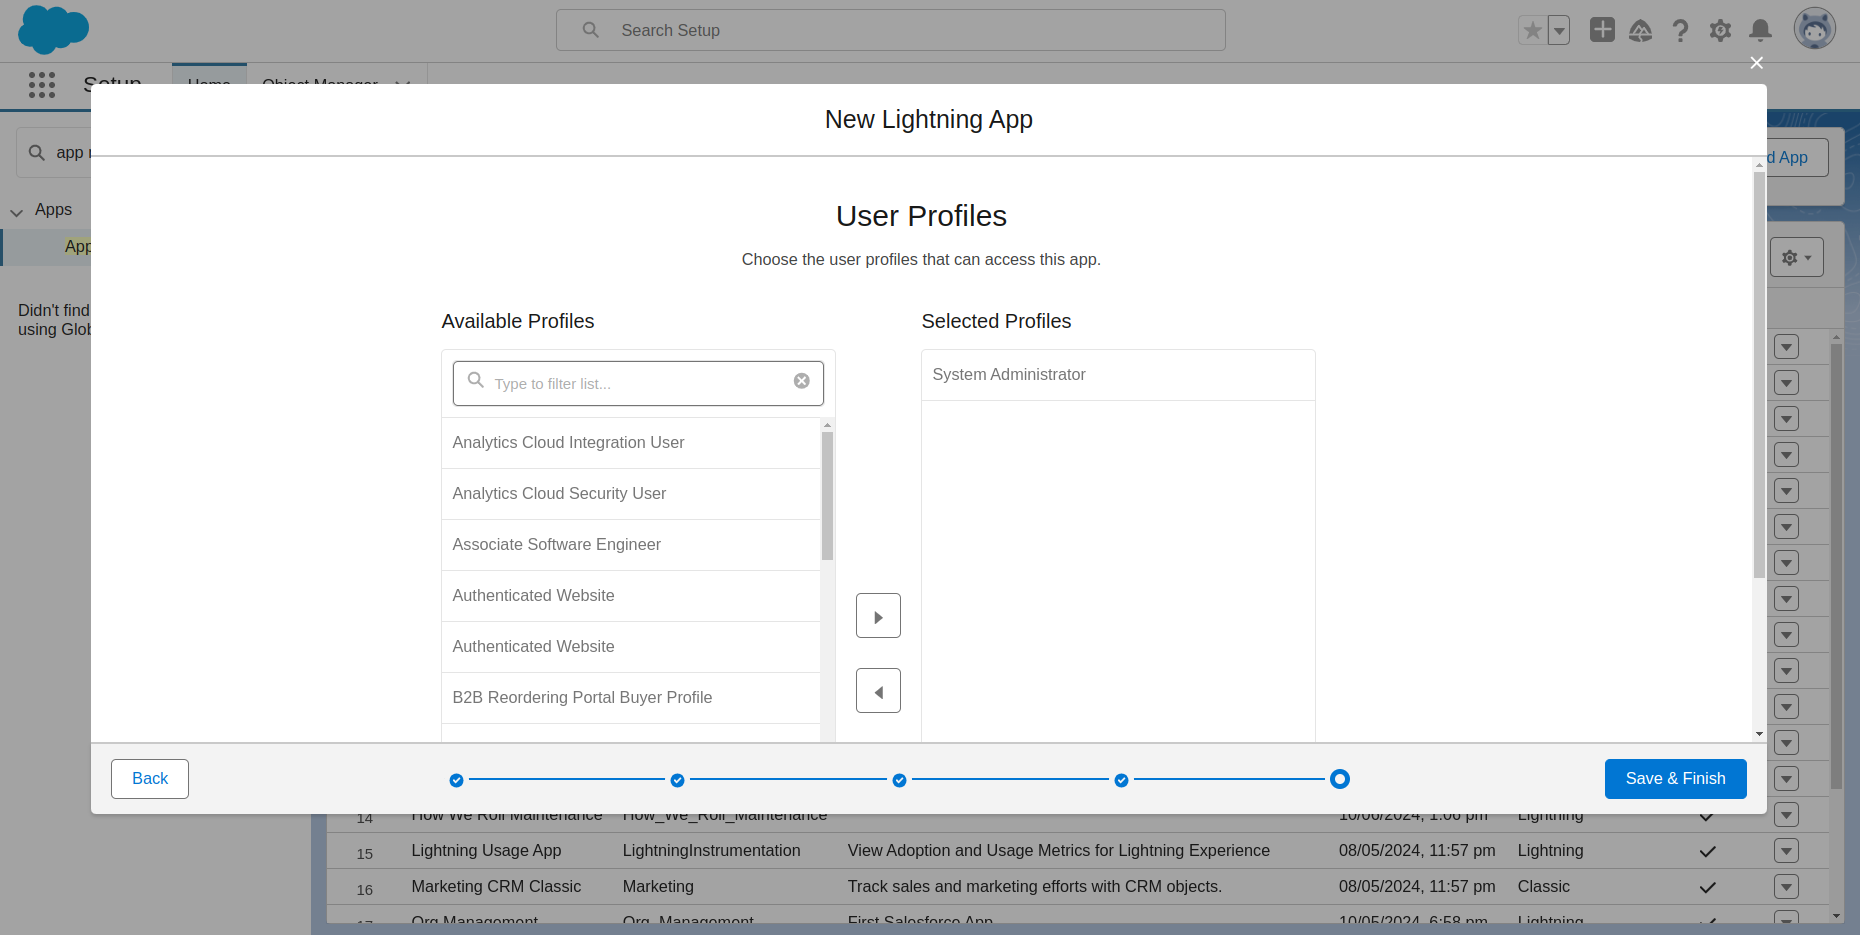 Search Setup
Setup
Home
Object Manager
New Lightning App
app
d App
User Profiles
Apps
App
Choose the user profiles that can access this app.
Didn't find
using Glob
Available Profiles
Selected Profiles
Type to filter list...
System Administrator
Analytics Cloud Integration User
Analytics Cloud Security User
Associate Software Engineer
Authenticated Website
Authenticated Website
B2B Reordering Portal Buyer Profile
Back
Save & Finish
14 How We Roll Maintenance How_We_Roll_Maintenance 10/06/2024, 1:06 pm Lightning
15 Lightning Usage App LightningInstrumentation View Adoption and Usage Metrics for Lightning Experience 08/05/2024, 11:57 pm Lightning
16 Marketing CRM Classic Marketing Track sales and marketing efforts with CRM objects. 08/05/2024, 11:57 pm Classic
17 Org Management Org_Management First Salesforce App 10/05/2024, 6:58 pm Lightning